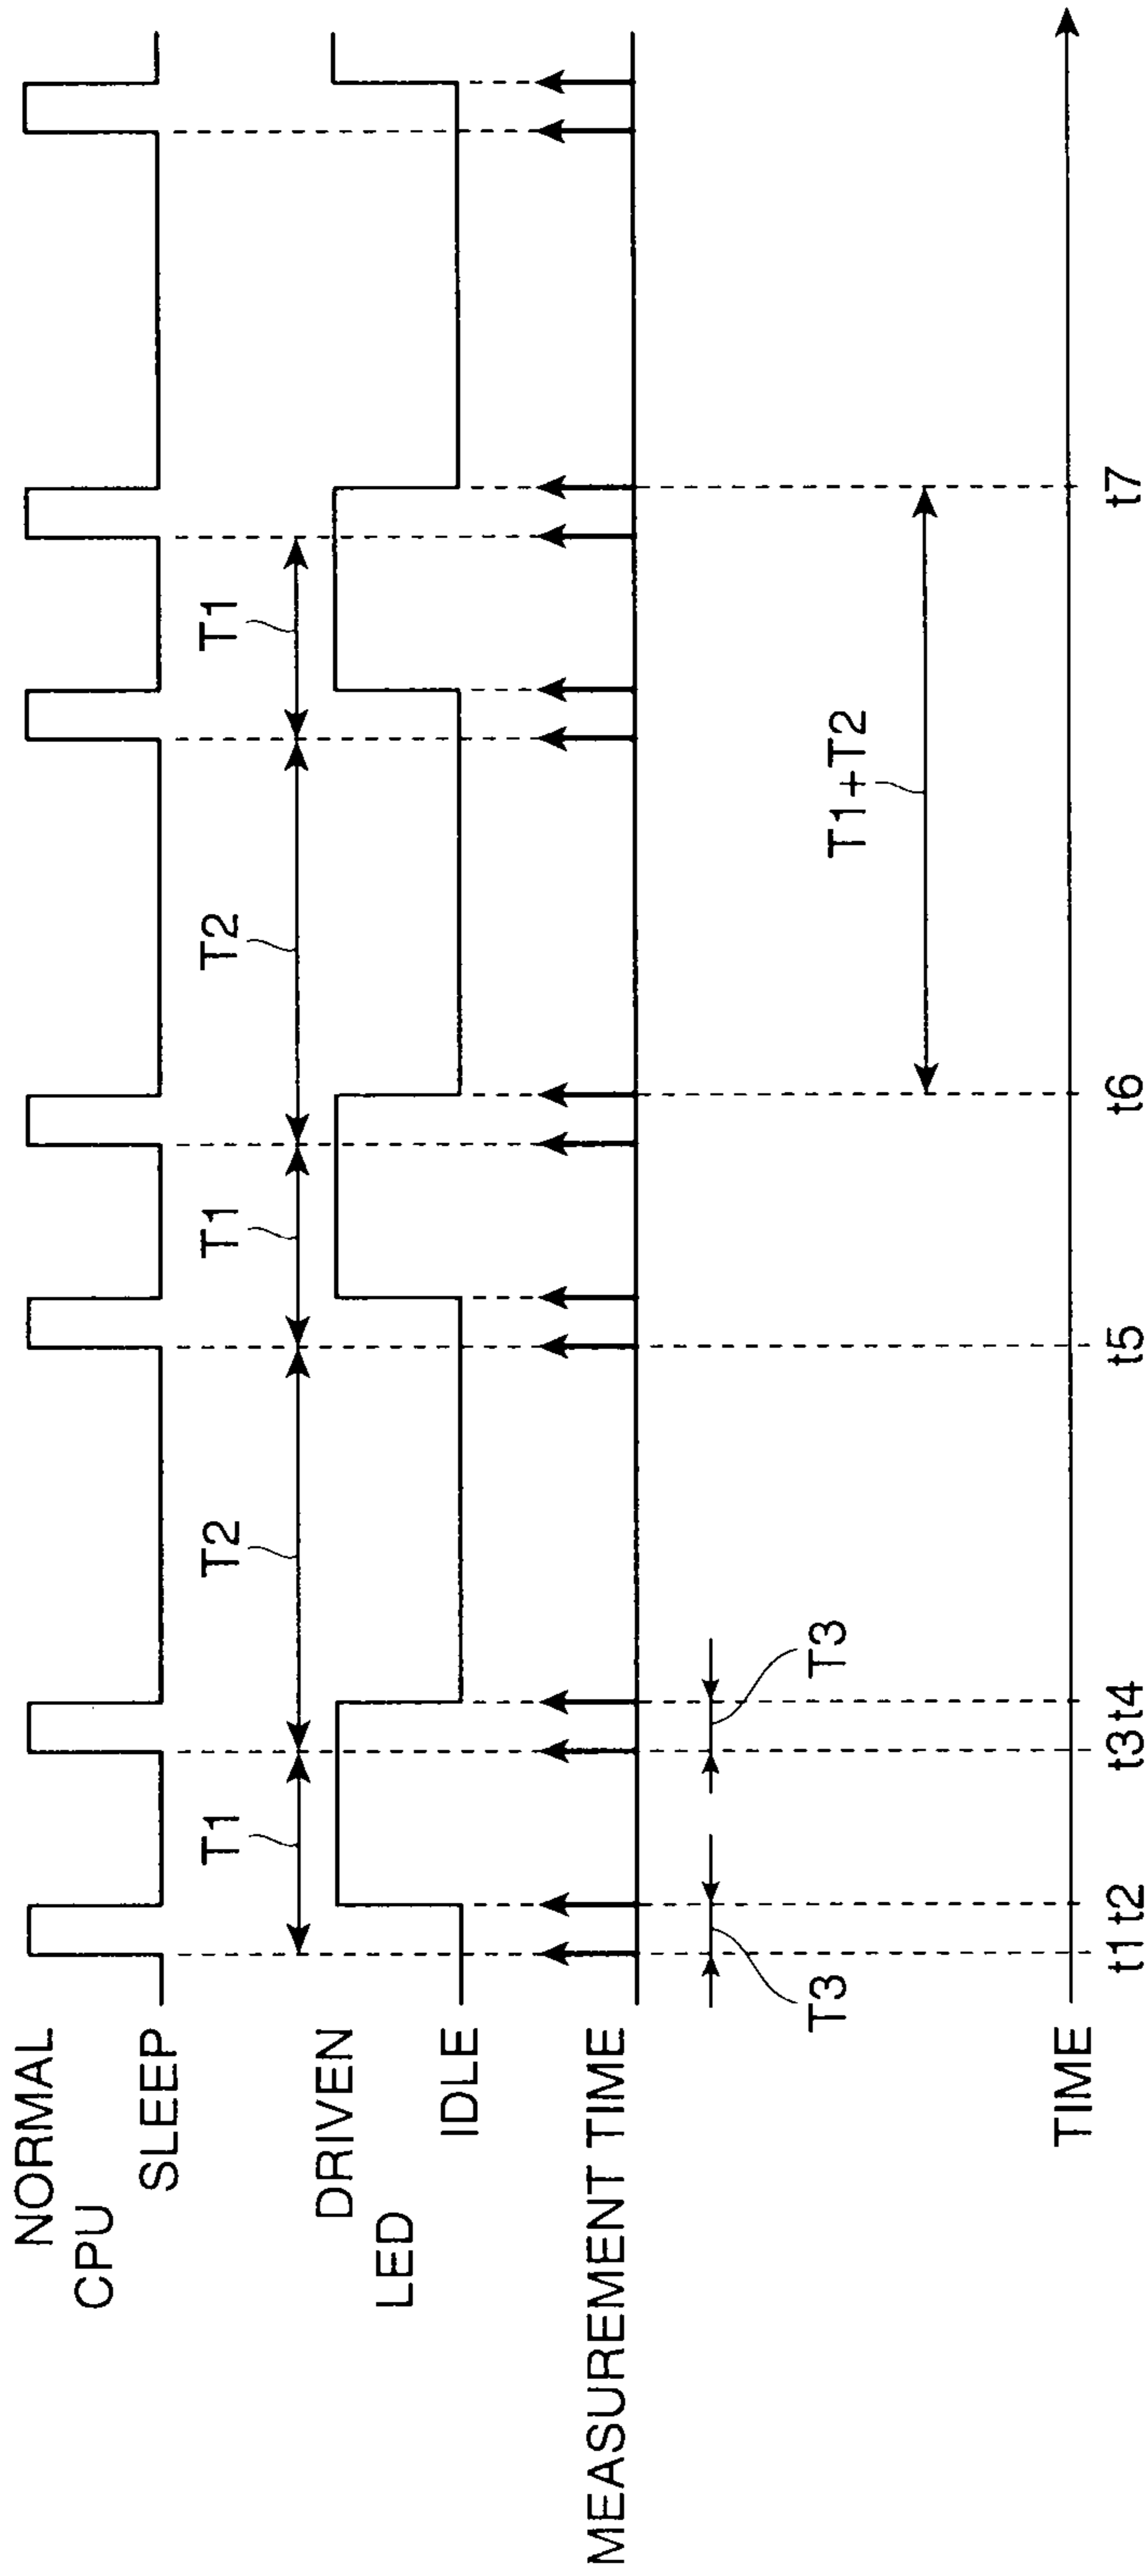 NORMAL
CPU
SLEEP
T1
T2
T1
T2
T1
DRIVEN
LED
IDLE
MEASUREMENT TIME
T3
T3
T1+T2
TIME
t1
t2
t3
t4
t5
t6
t7